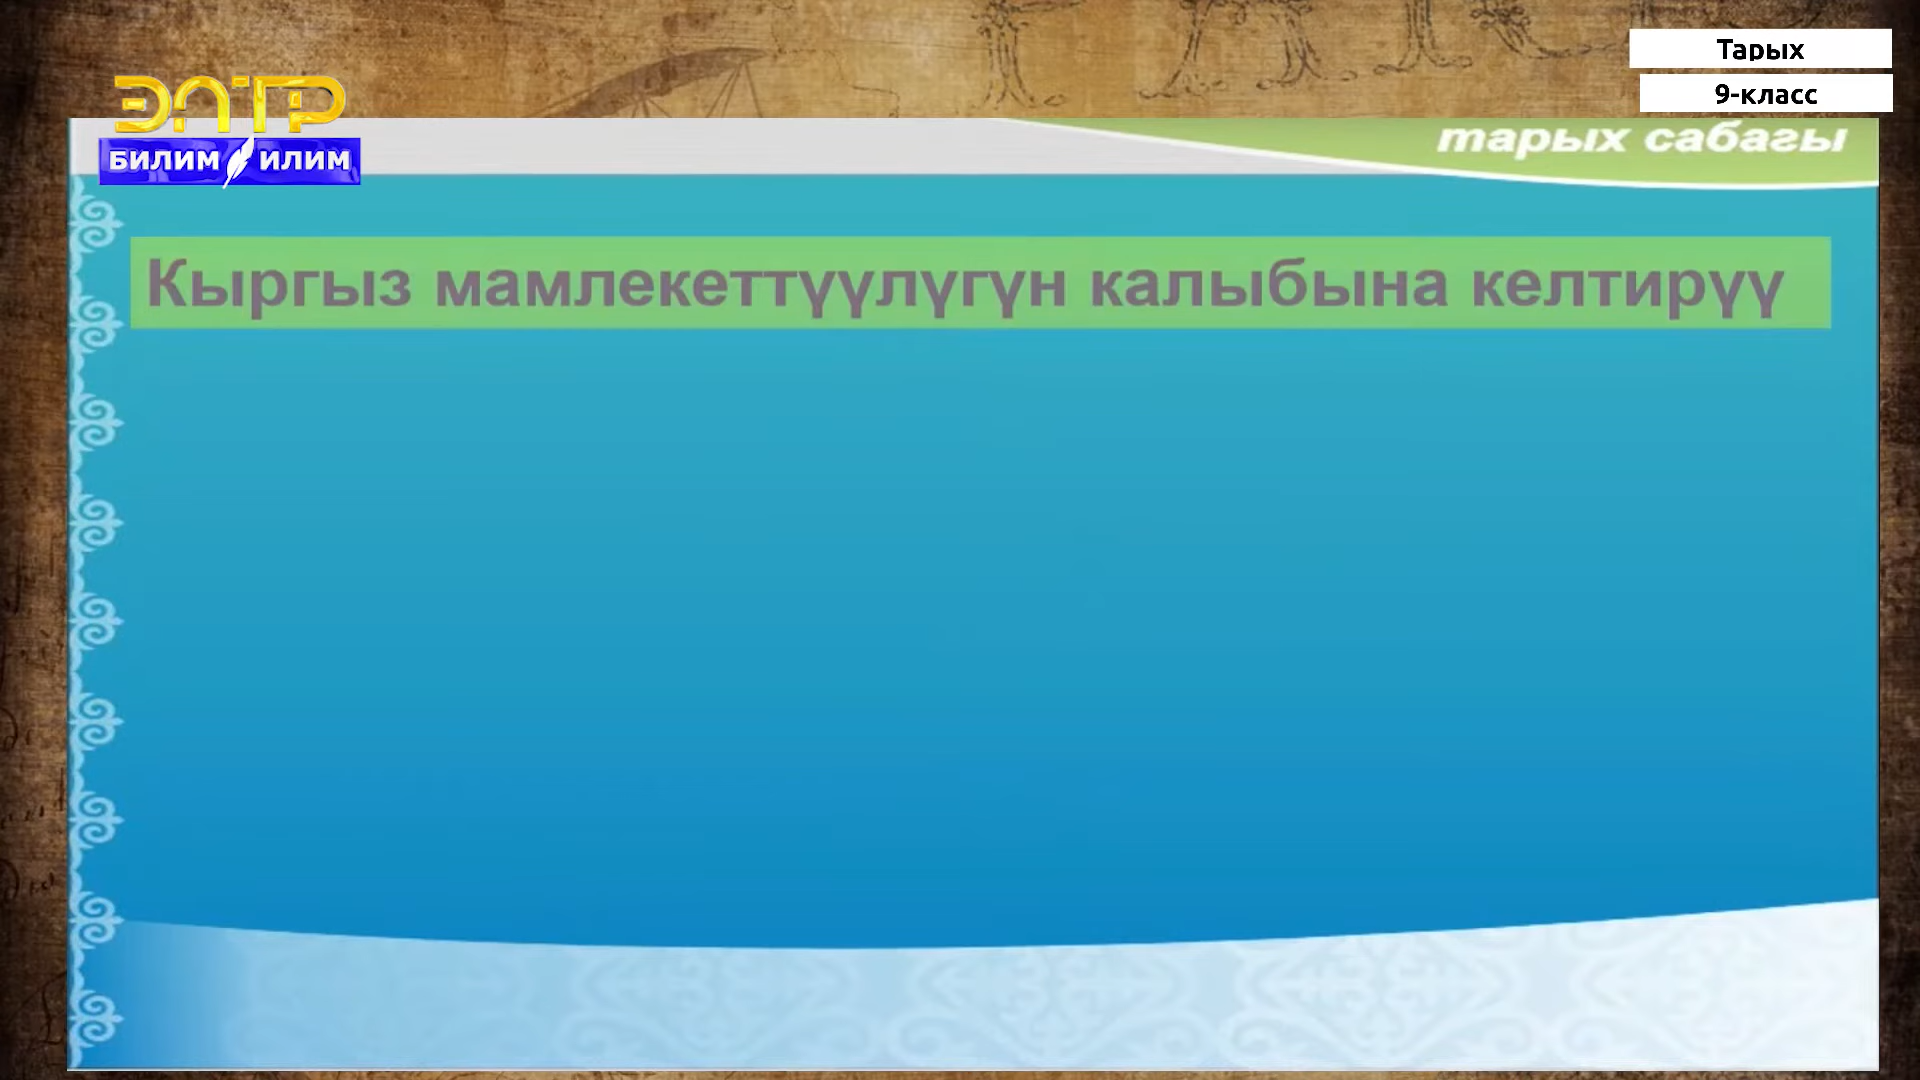 Тарых
9-класс
ЭЛТР
БИЛИМ ИЛИМ
тарых сабагы
Кыргыз мамлекеттүүлүгүн калыбына келтирүү